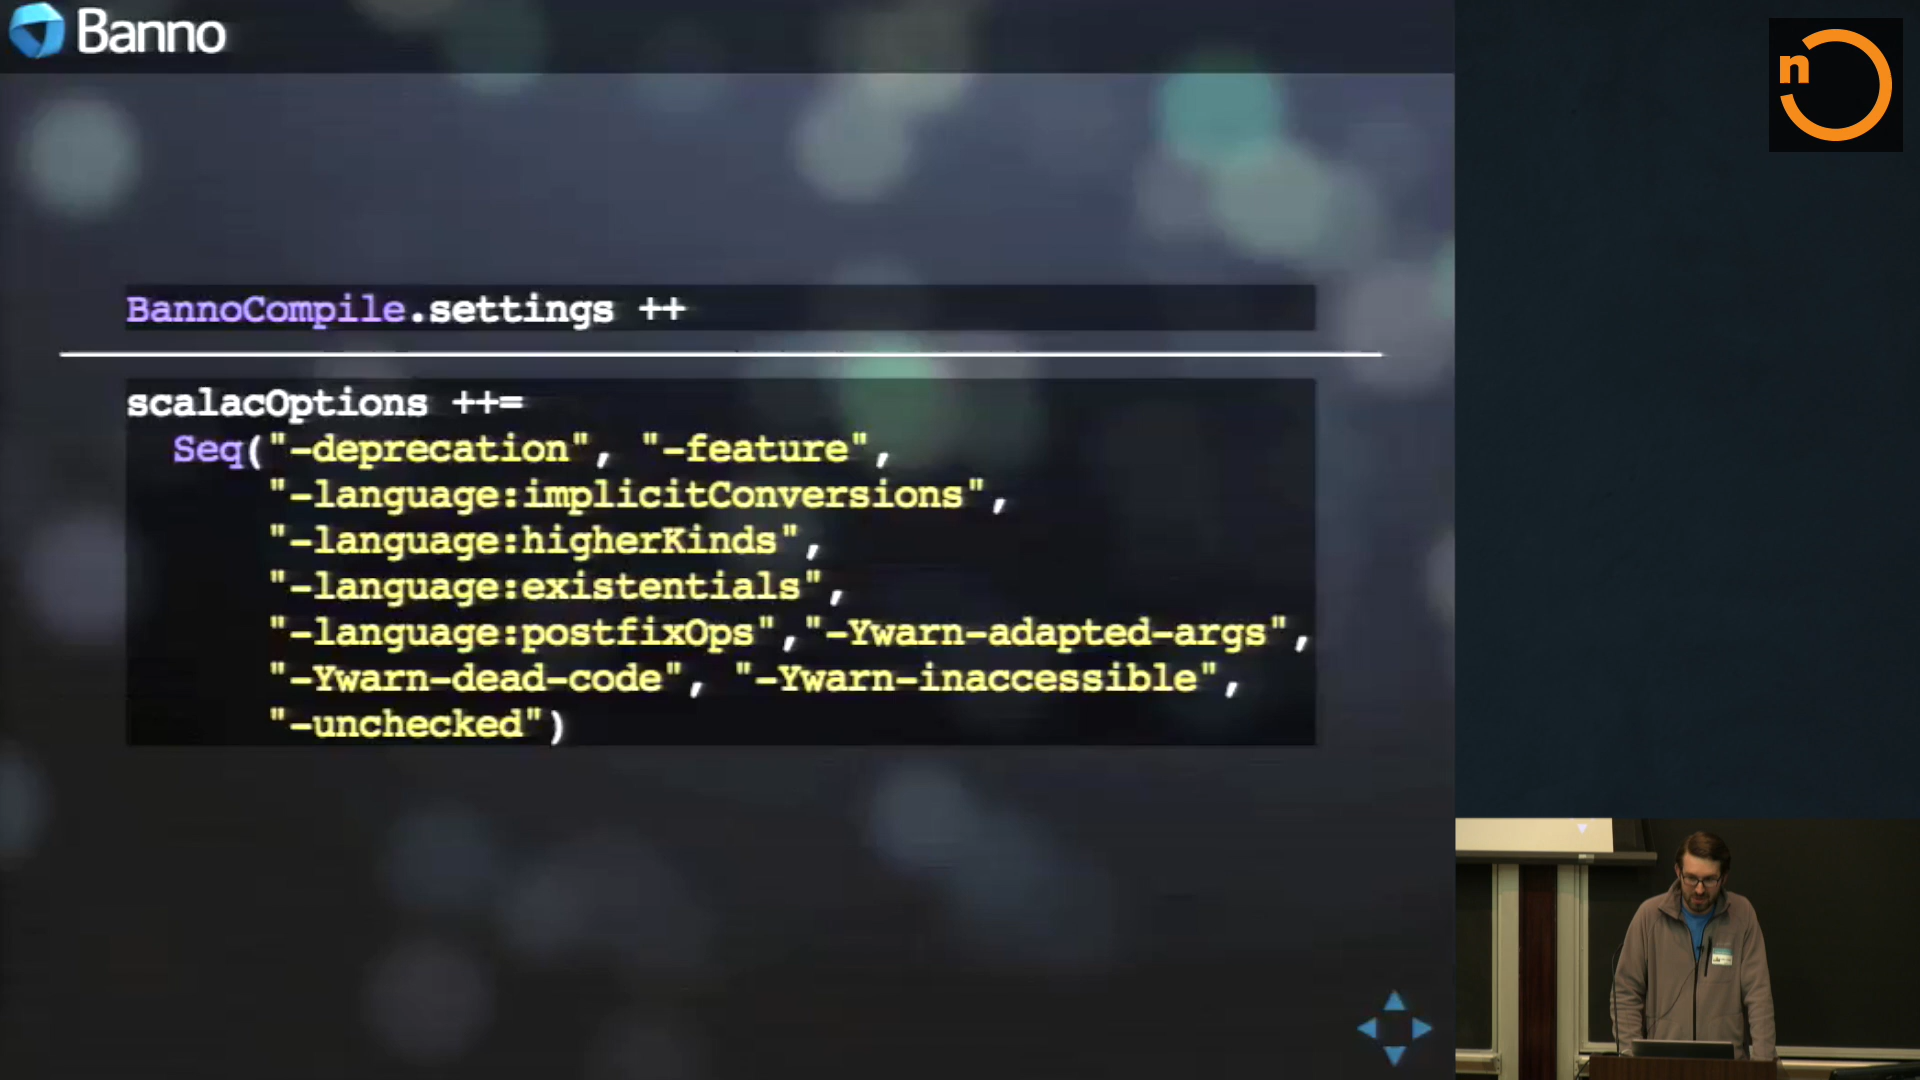 Banno
n
BannoCompile.settings ++
scalacOptions ++=
Seq("-deprecation", "-feature",
"-language:implicitConversions",
"-language:higherKinds",
"-language:existentials",
"-language:postfixOps","-Ywarn-adapted-args",
"-Ywarn-dead-code", "-Ywarn-inaccessible",
"-unchecked")